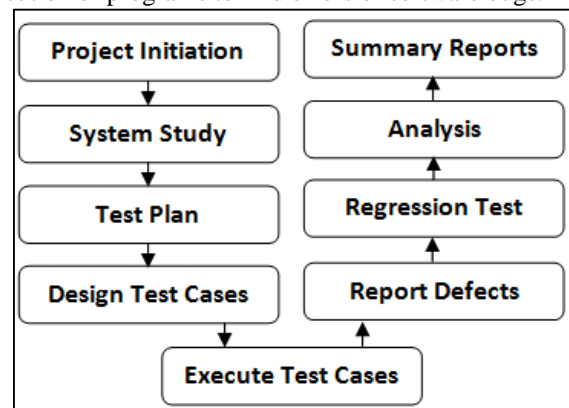 Project Initiation
System Study
Test Plan
Design Test Cases
Execute Test Cases
Report Defects
Regression Test
Analysis
Summary Reports